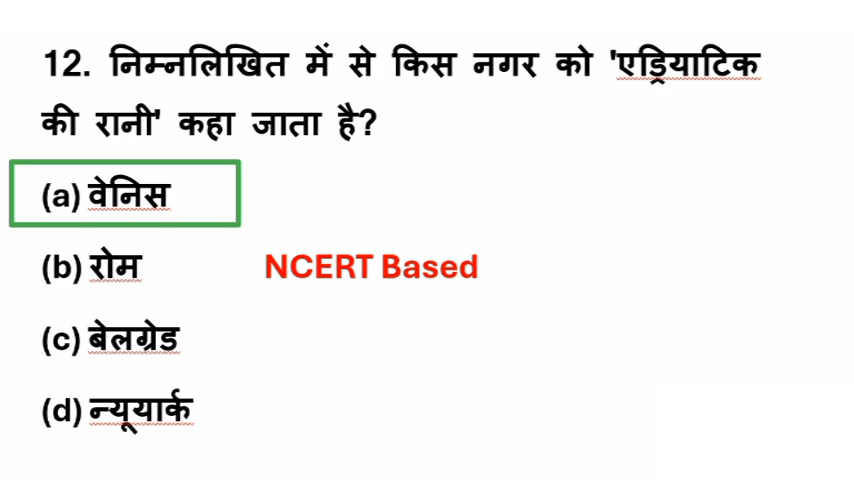 12. निम्नलिखित में से किस नगर को 'एड्रियाटिक
की रानी' कहा जाता है?
(a) वेनिस
(b) रोम NCERT Based
(c) बेलग्रेड
(d) न्यूयार्क